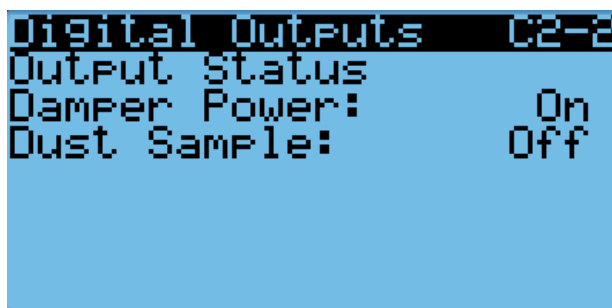 Digital Outputs C2-2
Output Status
Damper Power: On
Dust Sample: Off